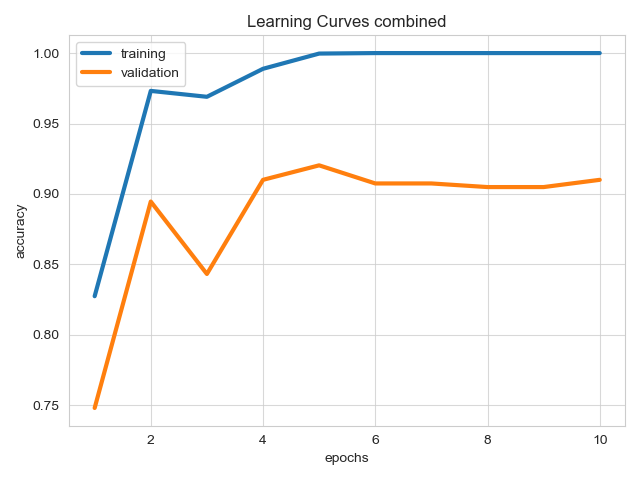 Learning Curves combined
training
validation
1.00
0.95
0.90
0.85
0.80
0.75
accuracy
2 4 6 8 10
epochs